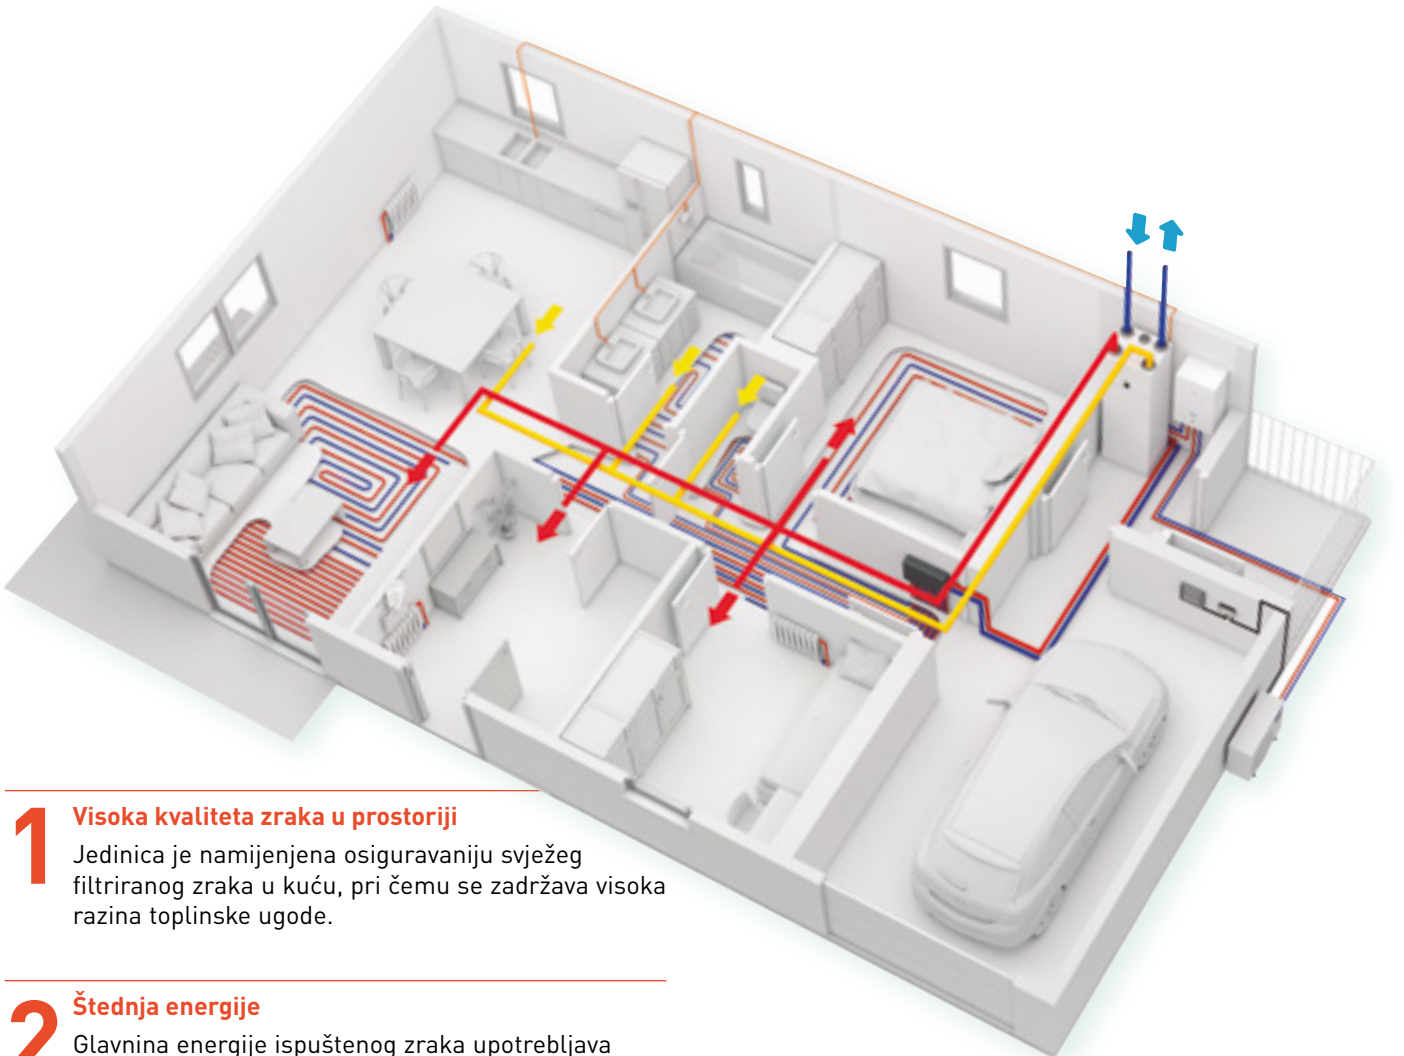 1
Visoka kvaliteta zraka u prostoriji
Jedinica je namijenjena osiguravaniju svježeg
filtriranog zraka u kuću, pri čemu se zadržava visoka
razina toplinske ugode.
2
Štednja energije
Glavnina energije ispuštenog zraka upotrebljava